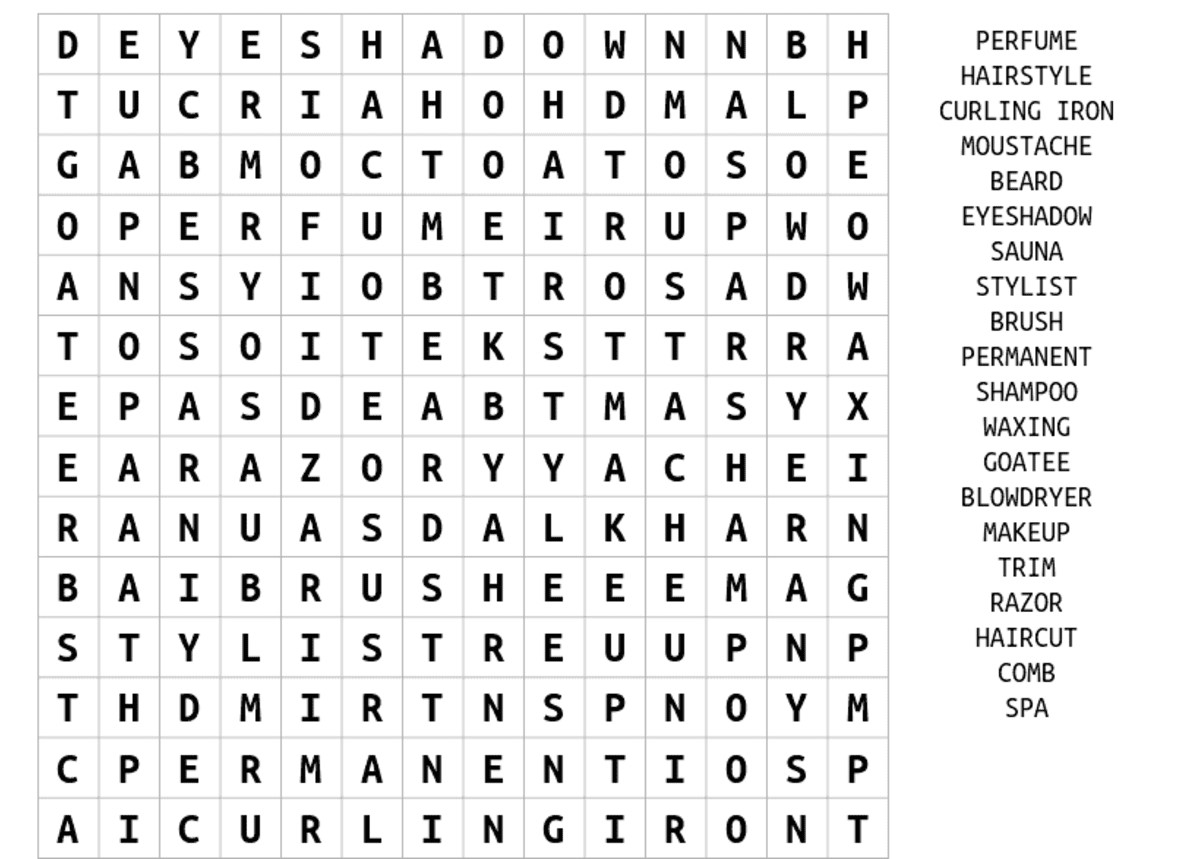 D E Y E S H A D O W N N B H
T U C R I A H O H D M A L P
G A B M O C T O A T O S O E
O P E R F U M E I R U P W O
A N S Y I O B T R O S A D W
T O S O I T E K S T T R R A
E P A S D E A B T M A S Y X
E A R A Z O R Y Y A C H E I
R A N U A S D A L K H A R N
B A I B R U S H E E E M A G
S T Y L I S T R E U U P N P
T H D M I R T N S P N O Y M
C P E R M A N E N T I O S P
A I C U R L I N G I R O N T
PERFUME
HAIRSTYLE
CURLING IRON
MOUSTACHE
BEARD
EYESHADOW
SAUNA
STYLIST
BRUSH
PERMANENT
SHAMPOO
WAXING
GOATEE
BLOWDRYER
MAKEUP
TRIM
RAZOR
HAIRCUT
COMB
SPA